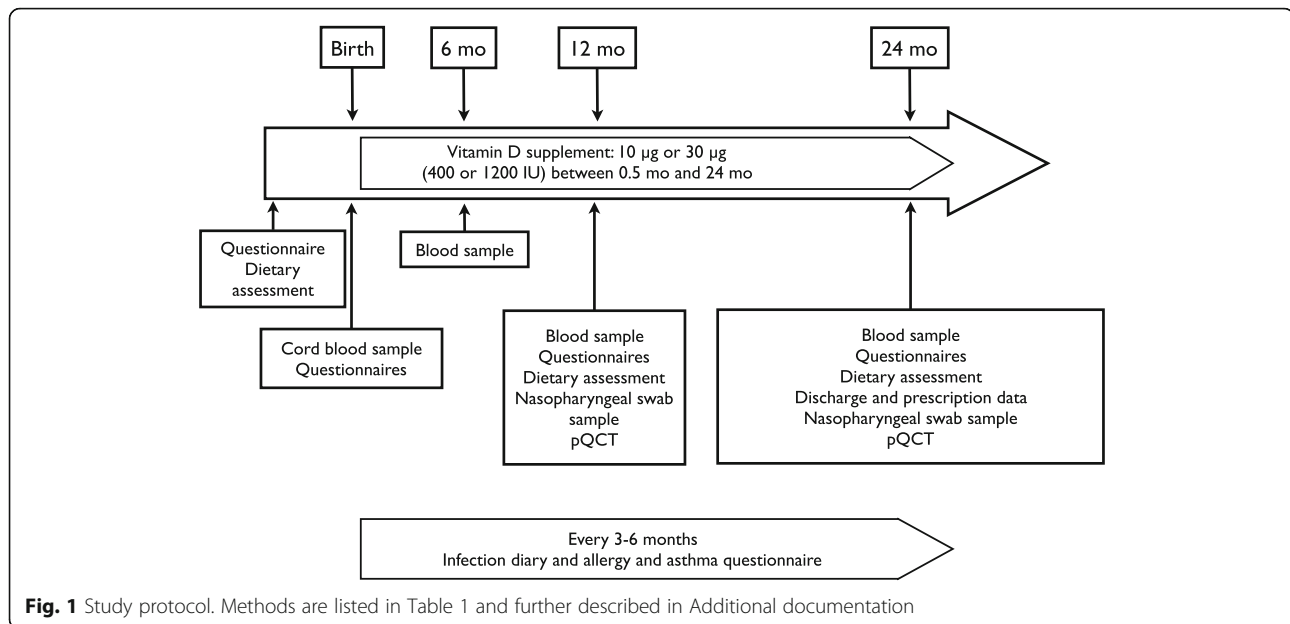 Birth
6 mo
12 mo
24 mo
Vitamin D supplement: 10 µg or 30 µg
(400 or 1200 IU) between 0.5 mo and 24 mo
Questionnaire
Dietary
assessment
Cord blood sample
Questionnaires
Blood sample
Blood sample
Questionnaires
Dietary assessment
Nasopharyngeal swab
sample
pQCT
Blood sample
Questionnaires
Dietary assessment
Discharge and prescription data
Nasopharyngeal swab sample
pQCT
Every 3-6 months
Infection diary and allergy and asthma questionnaire
Fig. 1 Study protocol. Methods are listed in Table 1 and further described in Additional documentation